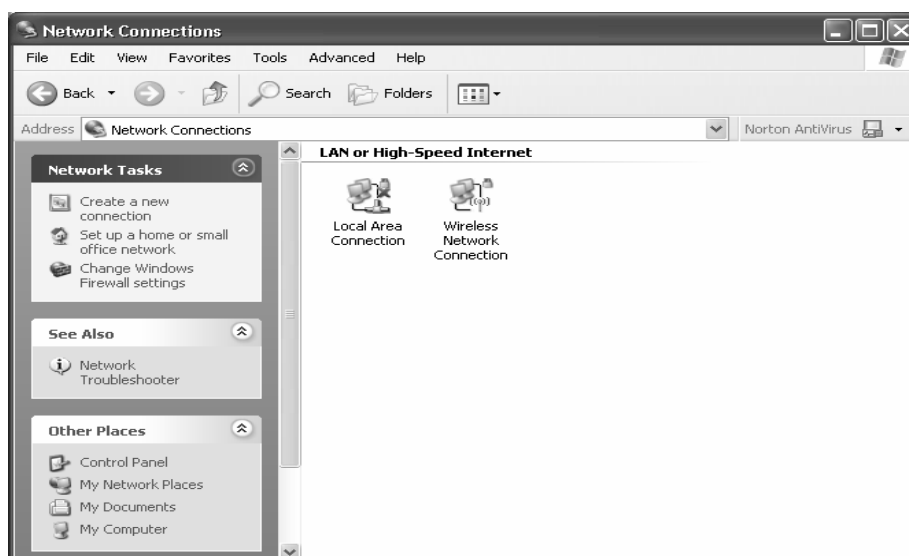 Network Connections
File Edit View Favorites Tools Advanced Help
Back Search Folders
Address Network Connections Norton AntiVirus
Network Tasks
Create a new
connection
Set up a home or small
office network
Change Windows
Firewall settings
See Also
Network
Troubleshooter
Other Places
Control Panel
My Network Places
My Documents
My Computer
LAN or High-Speed Internet
Local Area
Connection
Wireless
Network
Connection